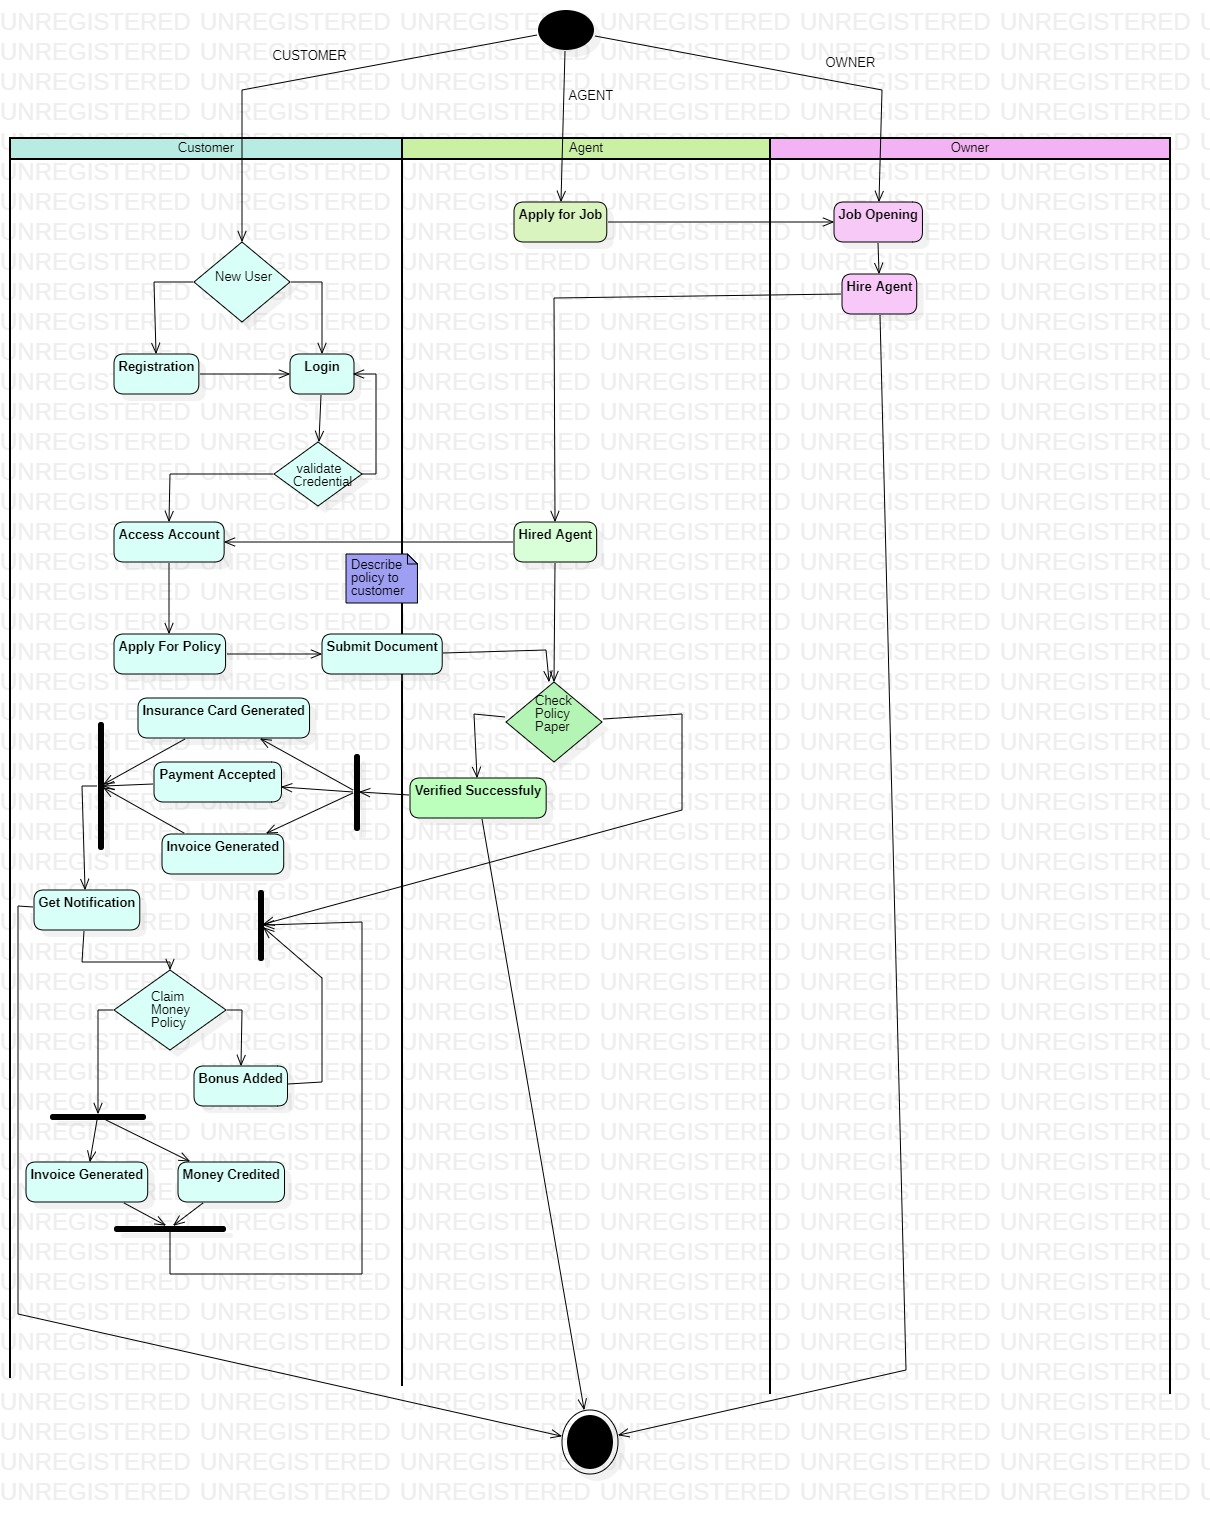 UNREGISTERED UNREGISTERED UNREGISTERED UNREGISTERED UNREGISTERED UNREGISTERED
CUSTOMER
OWNER
AGENT
Customer
Agent
Owner
Apply for Job
Job Opening
New User
Hire Agent
Registration
Login
validate
Credential
Access Account
Hired Agent
Describe
policy to
customer
Apply For Policy
Submit Document
Check
Policy
Paper
Insurance Card Generated
Payment Accepted
Verified Successfuly
Invoice Generated
Get Notification
Claim
Money
Policy
Bonus Added
Invoice Generated
Money Credited